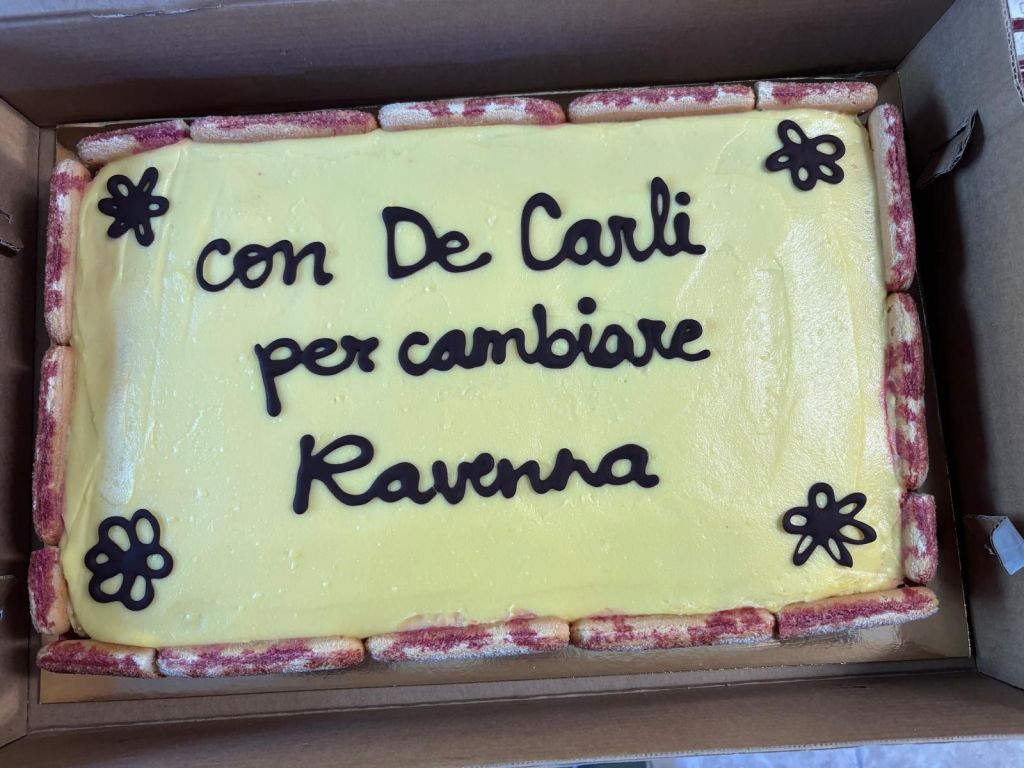 con De Carli
per cambiare
Ravenna